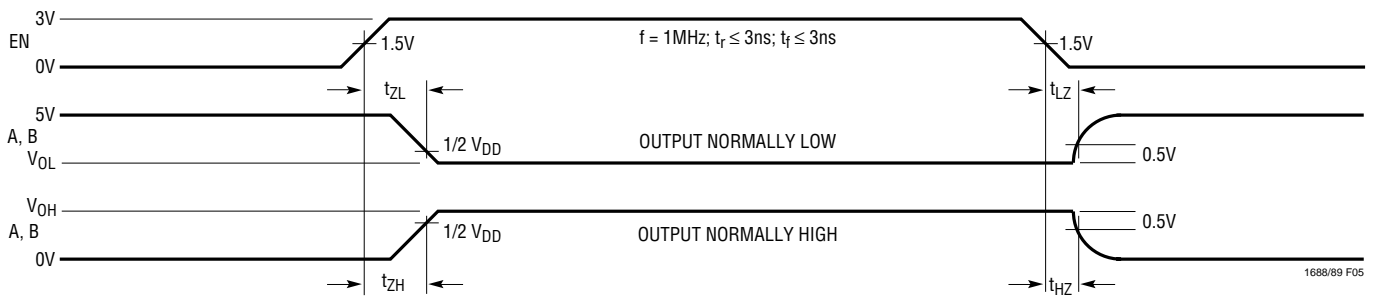 3V
EN
1.5V
f = 1MHz; tr ≤ 3ns; tf ≤ 3ns
1.5V
0V
tZL
tLZ
5V
A, B
1/2 VDD
OUTPUT NORMALLY LOW
0.5V
VOL
VOH
0.5V
A, B
1/2 VDD
OUTPUT NORMALLY HIGH
0V
tZH
tHZ
1688/89 F05